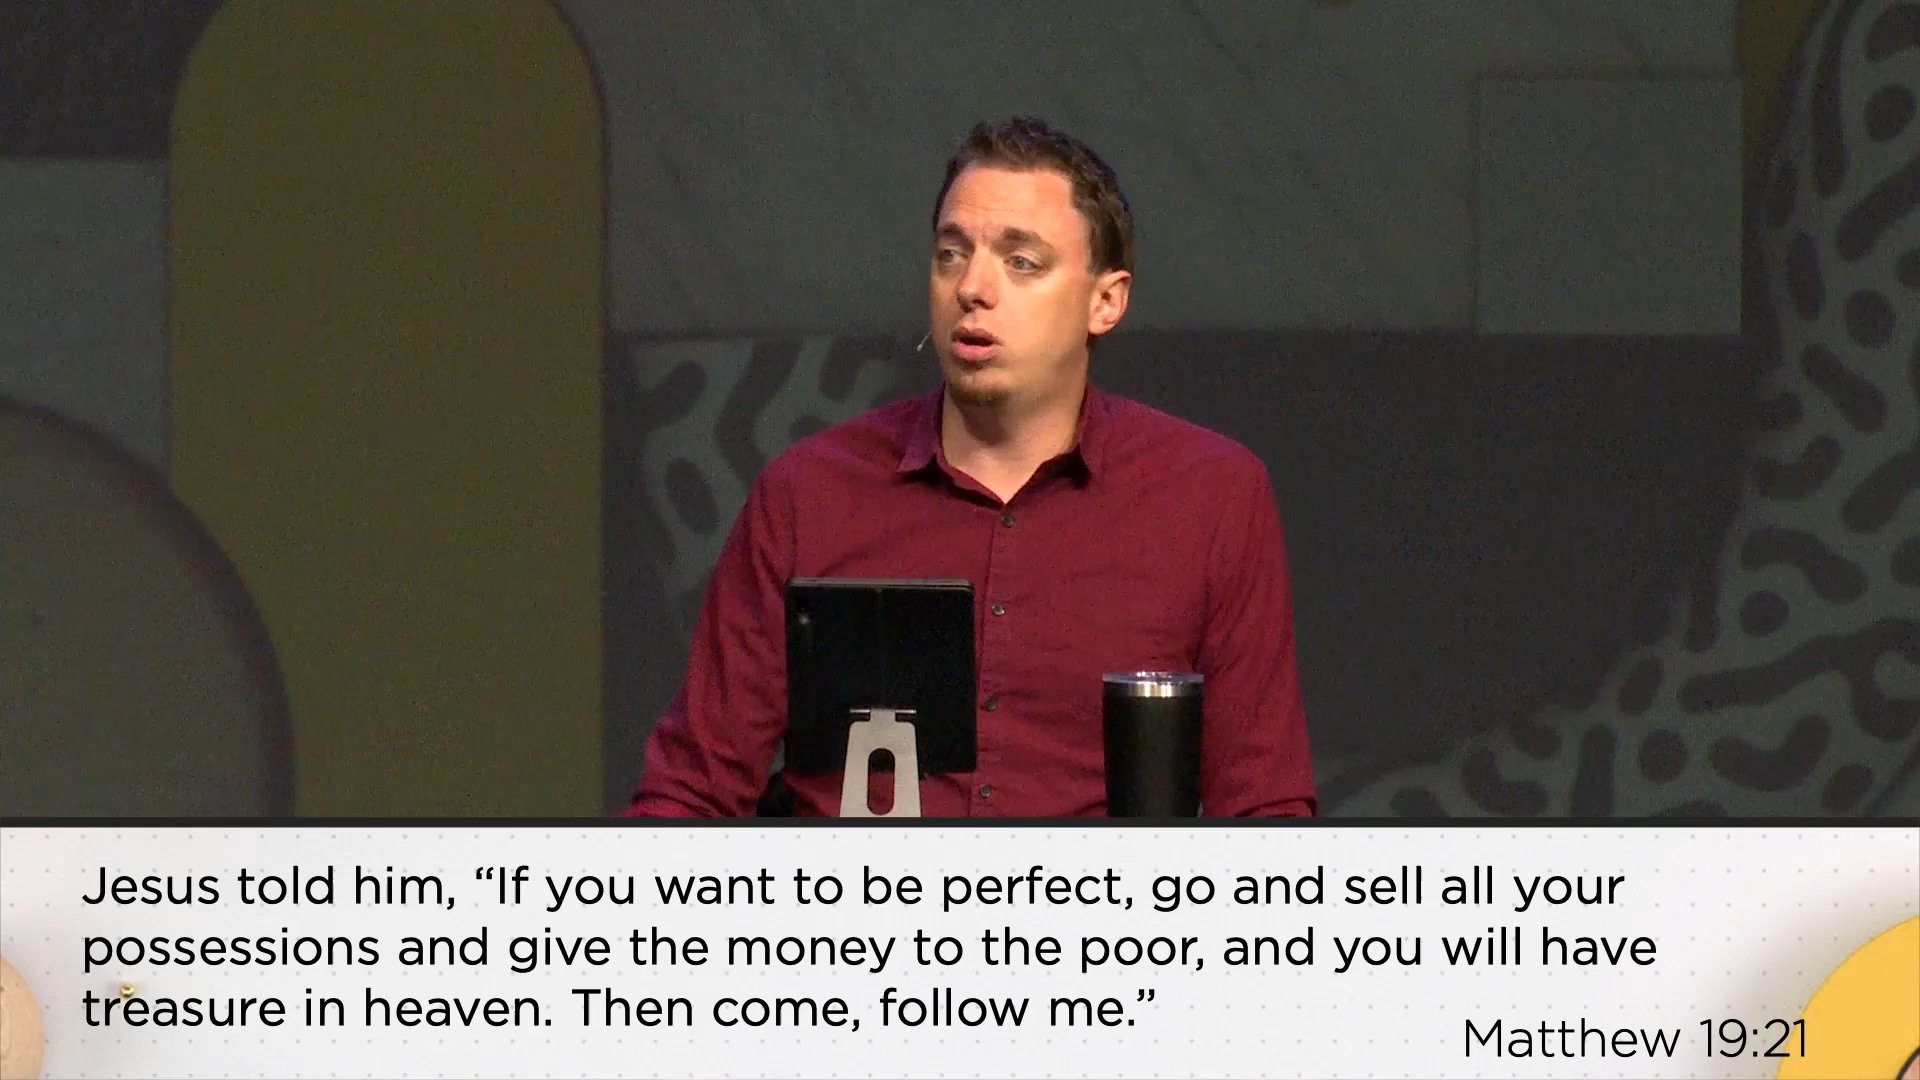 Jesus told him, “If you want to be perfect, go and sell all your
possessions and give the money to the poor, and you will have
treasure in heaven. Then come, follow me.”
Matthew 19:21